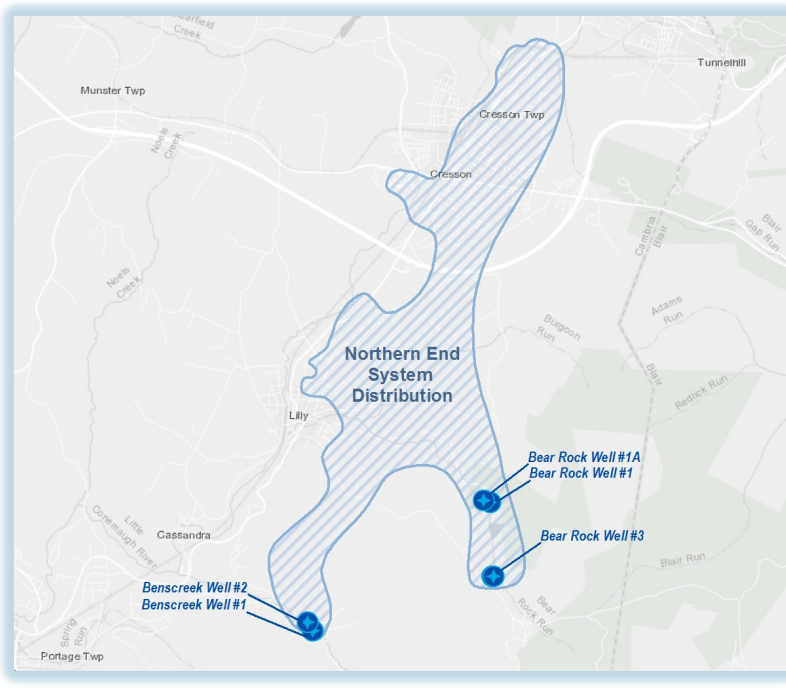 Clearfield
Creek
Tunnelhill
Munster Twp
Cresson Twp
Noels
Creek
Cresson
Blair
Gap Run
Cambria
Blair
Noels
Creek
Adams
Run
Burgoon
Run
Northern End
System
Distribution
Blair
Redlick Run
Lilly
Bear Rock Well #1A
Bear Rock Well #1
Little
Conemaugh River
Cassandra
Bear Rock Well #3
Blair Run
Benscreek Well #2
Benscreek Well #1
Bear
Rock Run
Spring
Run
Portage Twp